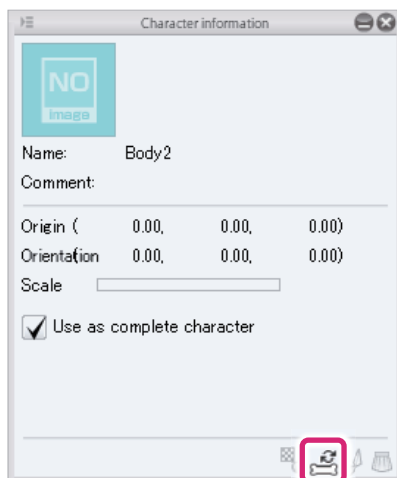 Character information
NO
image
Name: Body2
Comment:
Origin ( 0.00, 0.00, 0.00)
Orientation 0.00, 0.00, 0.00)
Scale
Use as complete character